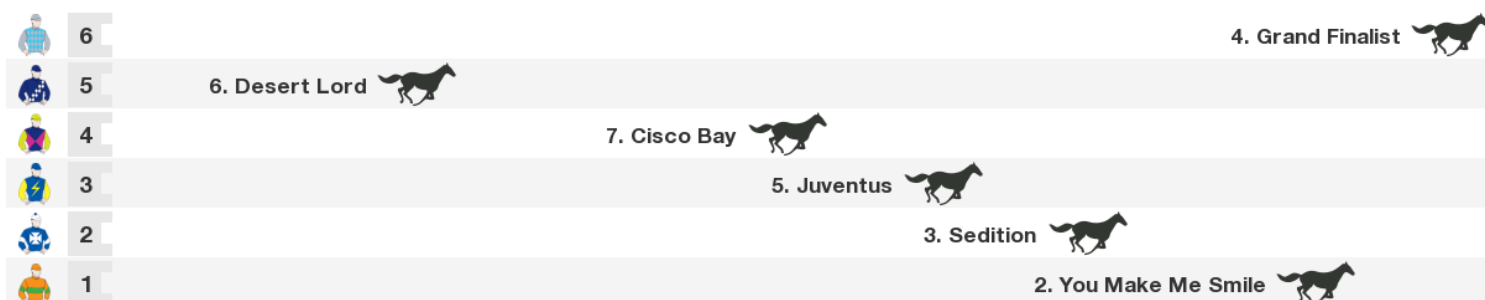 6 4. Grand Finalist
5 6. Desert Lord
4 7. Cisco Bay
3 5. Juventus
2 3. Sedition
1 2. You Make Me Smile